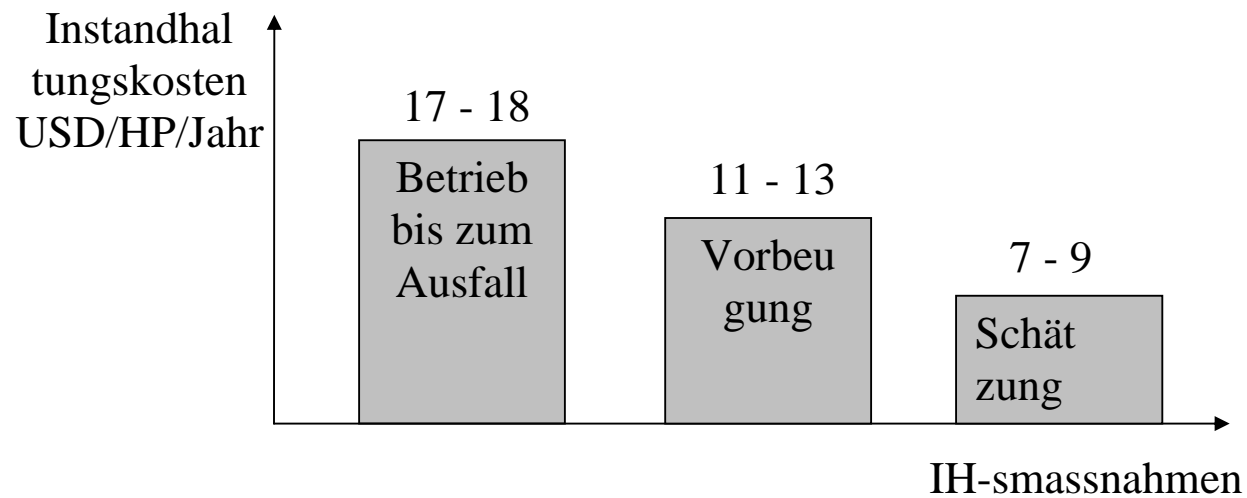 Instandhal
tungskosten
USD/HP/Jahr
17 - 18
Betrieb
bis zum
Ausfall
11 - 13
Vorbeu
gung
7 - 9
Schät
zung
IH-smassnahmen